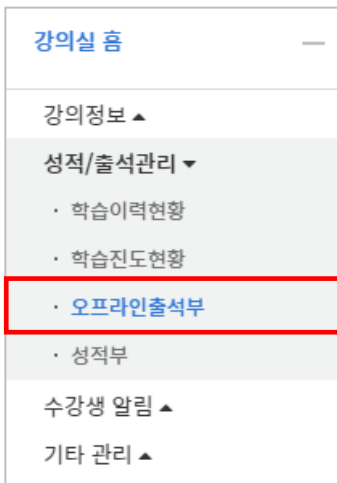 강의실 홈 —
강의정보 ▲
성적/출석관리 ▼
· 학습이력현황
· 학습진도현황
· 오프라인출석부
· 성적부
수강생 알림 ▲
기타 관리 ▲